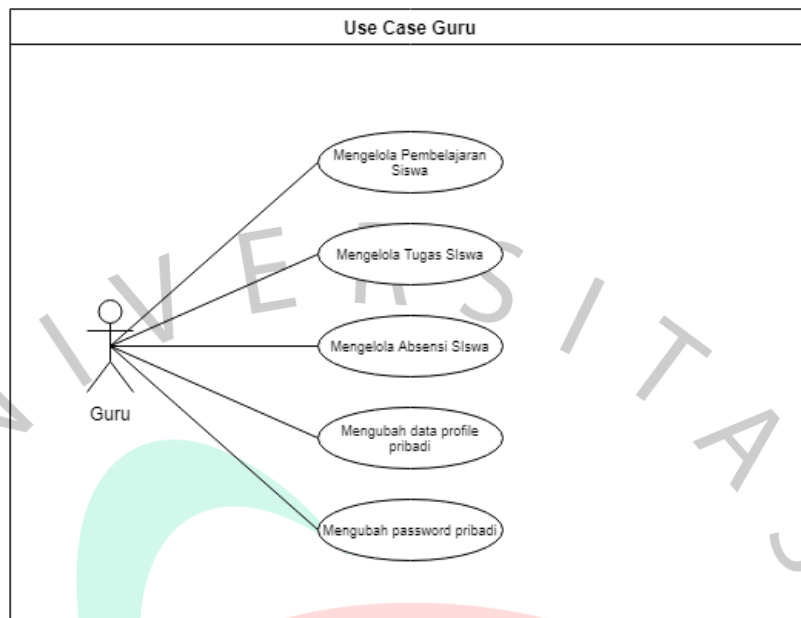 Use Case Guru
Mengelola Pembelajaran
Siswa
Mengelola Tugas SIswa
Mengelola Absensi SIswa
Guru
Mengubah data profile
pribadi
Mengubah password pribadi
NIVERSITAS